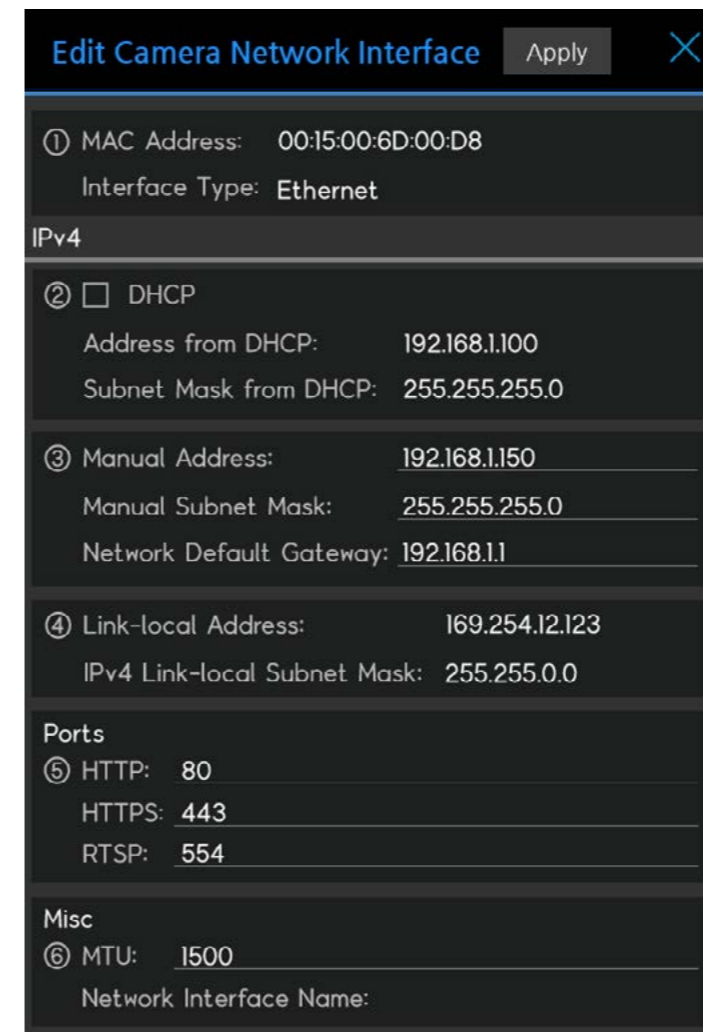 Edit Camera Network Interface Apply
① MAC Address: 00:15:00:6D:00:D8
Interface Type: Ethernet
IPv4
② DHCP
Address from DHCP: 192.168.1.100
Subnet Mask from DHCP: 255.255.255.0
③ Manual Address: 192.168.1.150
Manual Subnet Mask: 255.255.255.0
Network Default Gateway: 192.168.1.1
④ Link-local Address: 169.254.12.123
IPv4 Link-local Subnet Mask: 255.255.0.0
Ports
⑤ HTTP: 80
HTTPS: 443
RTSP: 554
Misc
⑥ MTU: 1500
Network Interface Name: